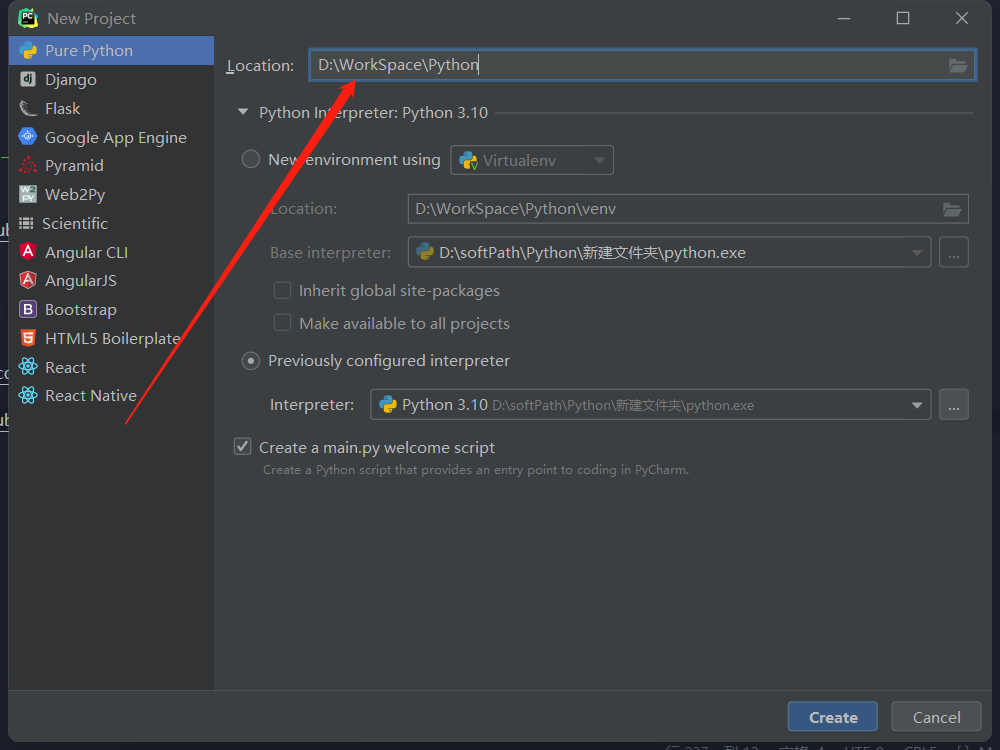 New Project
Pure Python
Django
Flask
Google App Engine
Pyramid
Web2Py
Scientific
Angular CLI
AngularJS
Bootstrap
HTML5 Boilerplate
React
React Native
Location: D:\WorkSpace\Python
Python Interpreter: Python 3.10
New environment using Virtualenv
Location: D:\WorkSpace\Python\venv
Base interpreter: D:\softPath\Python\新建文件夹\python.exe ...
Inherit global site-packages
Make available to all projects
Previously configured interpreter
Interpreter: Python 3.10 D:\softPath\Python\新建文件夹\python.exe ...
Create a main.py welcome script
Create a Python script that provides an entry point to coding in PyCharm.
Create Cancel